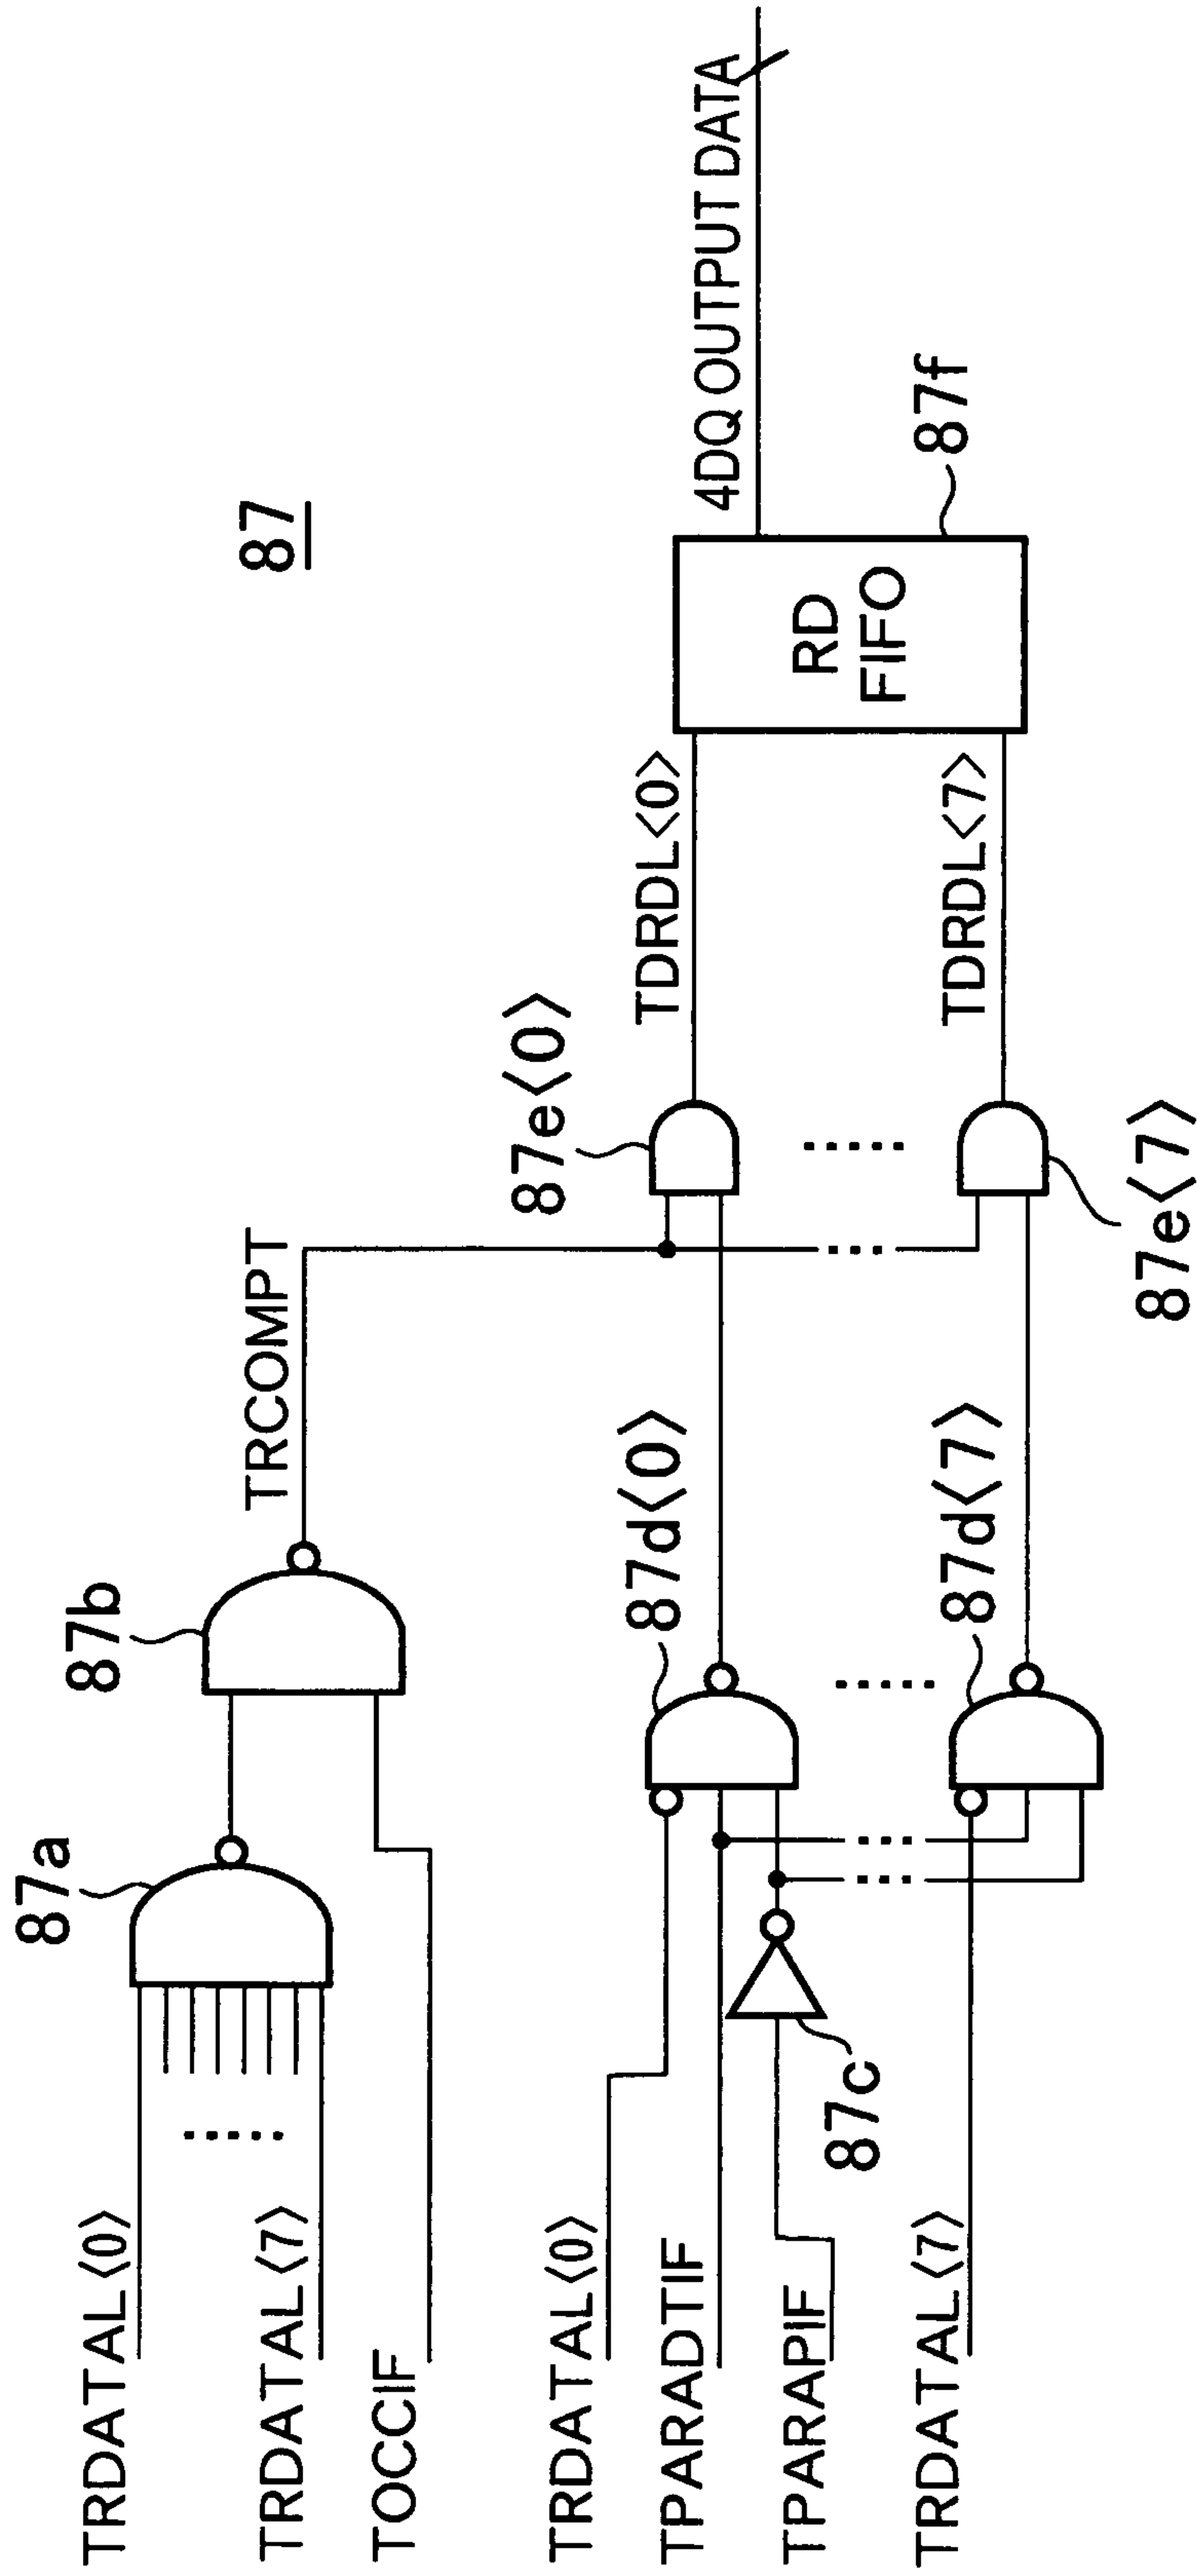 87
TRDATAL<0>
TRDATAL<7>
TOCCIF
87a
87b
TRCOMPT
TRDATAL<0>
TPARADTIF
TPARAPIF
TRDATAL<7>
87c
87d<0>
87d<7>
87e<0>
87e<7>
TDRDL<0>
TDRDL<7>
RD
FIFO
87f
4DQ OUTPUT DATA